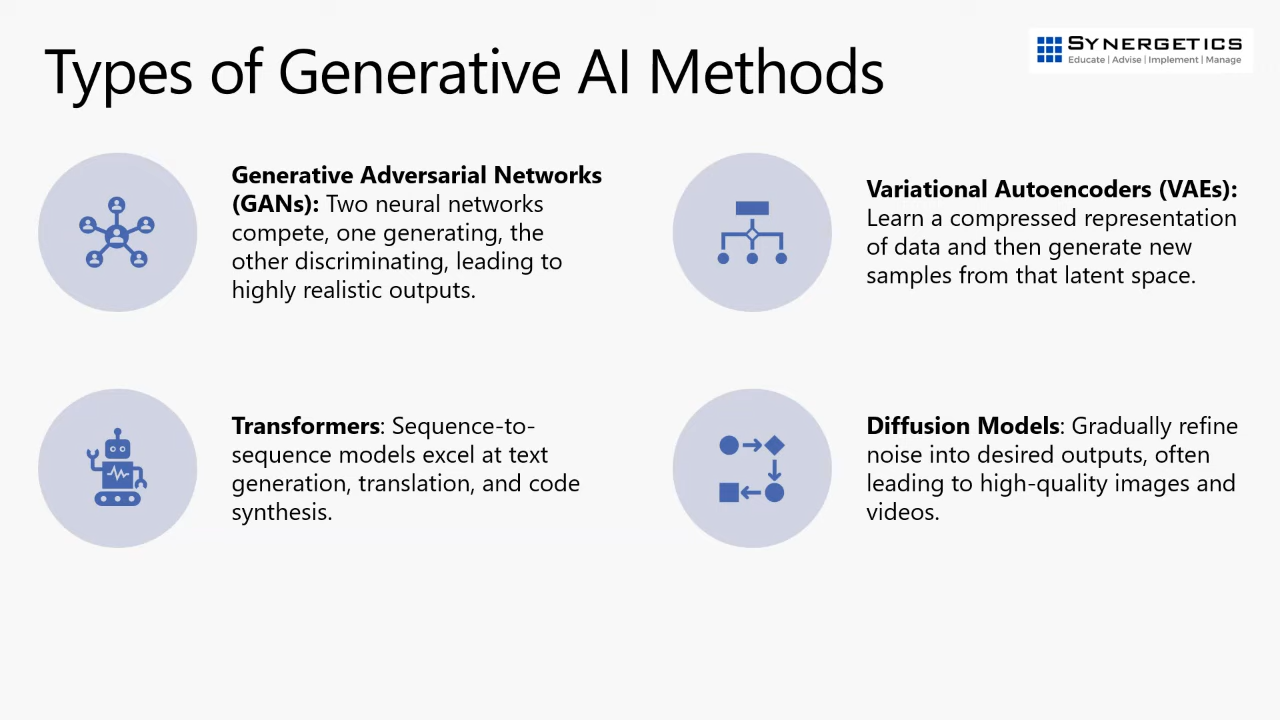 Types of Generative AI Methods
SYNERGETICS
Educate | Advise | Implement | Manage
Generative Adversarial Networks
(GANs): Two neural networks
compete, one generating, the
other discriminating, leading to
highly realistic outputs.
Variational Autoencoders (VAEs):
Learn a compressed representation
of data and then generate new
samples from that latent space.
Transformers: Sequence-to-
sequence models excel at text
generation, translation, and code
synthesis.
Diffusion Models: Gradually refine
noise into desired outputs, often
leading to high-quality images and
videos.